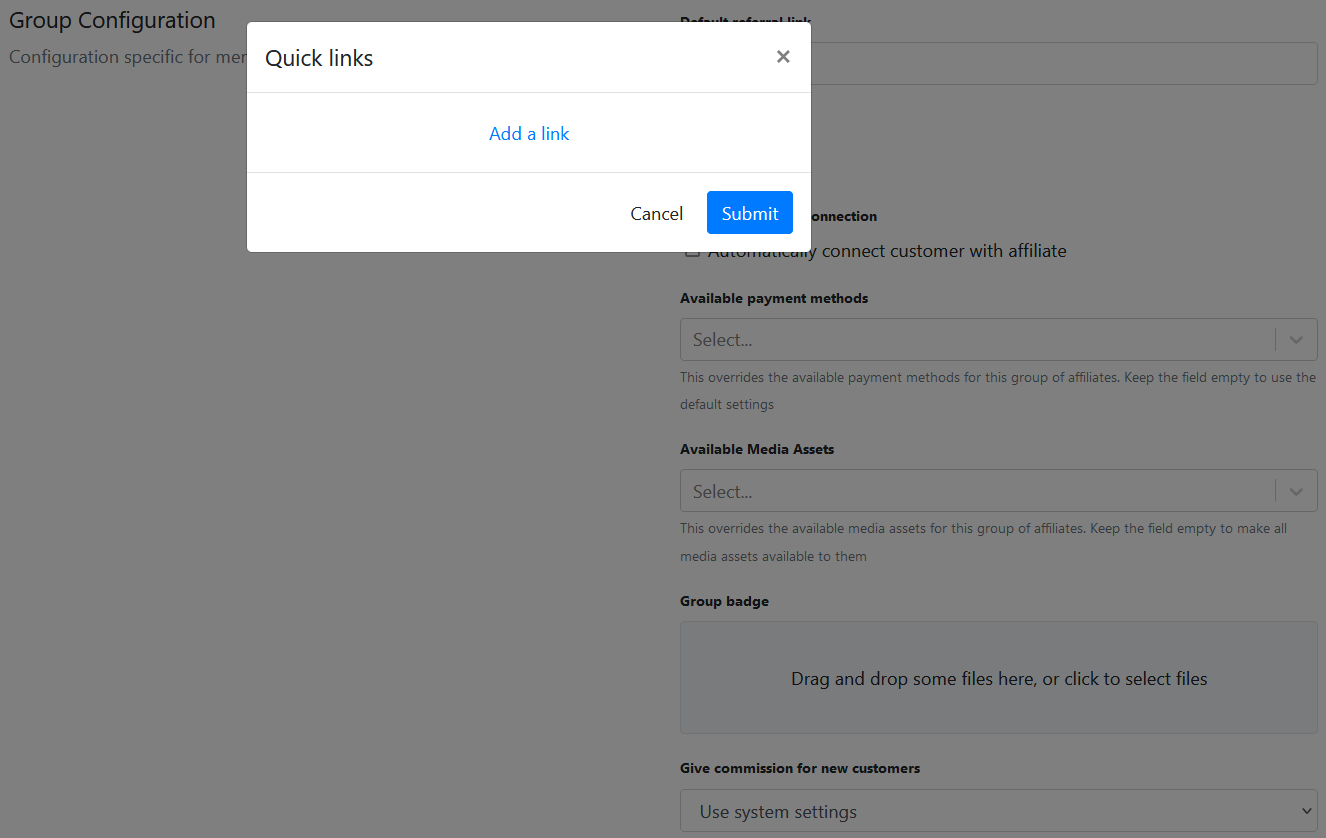 Group Configuration
Configuration specific for mer
Default referral link
Quick links
×
Add a link
Cancel
Submit
onnection
Automatically connect customer with affiliate
Available payment methods
Select...
This overrides the available payment methods for this group of affiliates. Keep the field empty to use the
default settings
Available Media Assets
Select...
This overrides the available media assets for this group of affiliates. Keep the field empty to make all
media assets available to them
Group badge
Drag and drop some files here, or click to select files
Give commission for new customers
Use system settings